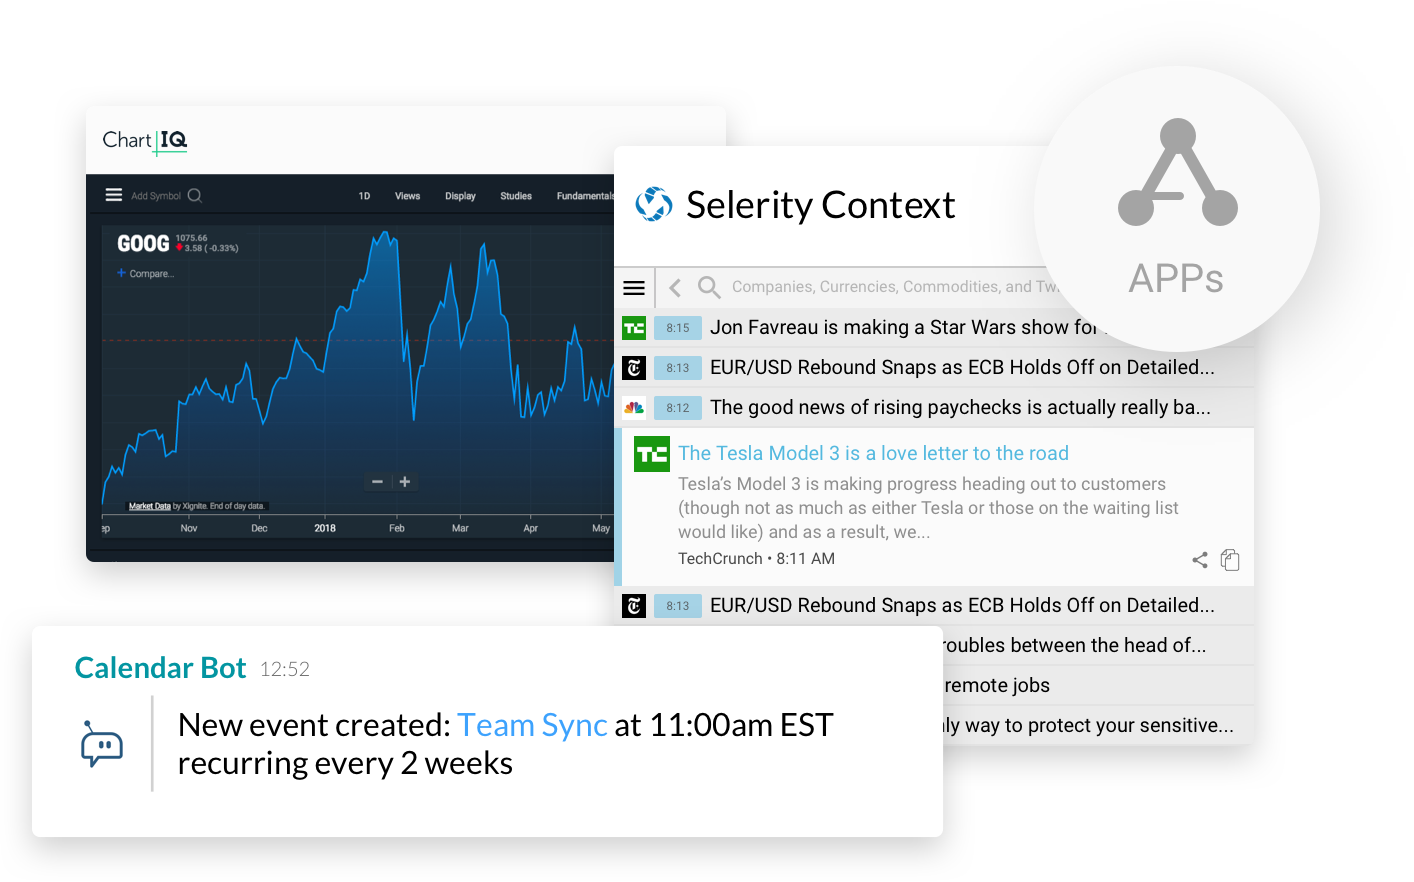 Chart IQ
Add Symbol
1D Views Display Studies Fundamentals
GOOG 1075.66
3.58 ( -0.33%)
+ Compare...
Market Data by Xignite. End of day data.
ep Nov Dec 2018 Feb Mar Apr May
Selerity Context
APPs
Companies, Currencies, Commodities, and Tw
TC 8:15 Jon Favreau is making a Star Wars show for
8:13 EUR/USD Rebound Snaps as ECB Holds Off on Detailed...
8:12 The good news of rising paychecks is actually really ba...
TC The Tesla Model 3 is a love letter to the road
Tesla’s Model 3 is making progress heading out to customers
(though not as much as either Tesla or those on the waiting list
would like) and as a result, we...
TechCrunch • 8:11 AM
8:13 EUR/USD Rebound Snaps as ECB Holds Off on Detailed...
roubles between the head of...
remote jobs
ly way to protect your sensitive...
Calendar Bot 12:52
New event created: Team Sync at 11:00am EST
recurring every 2 weeks